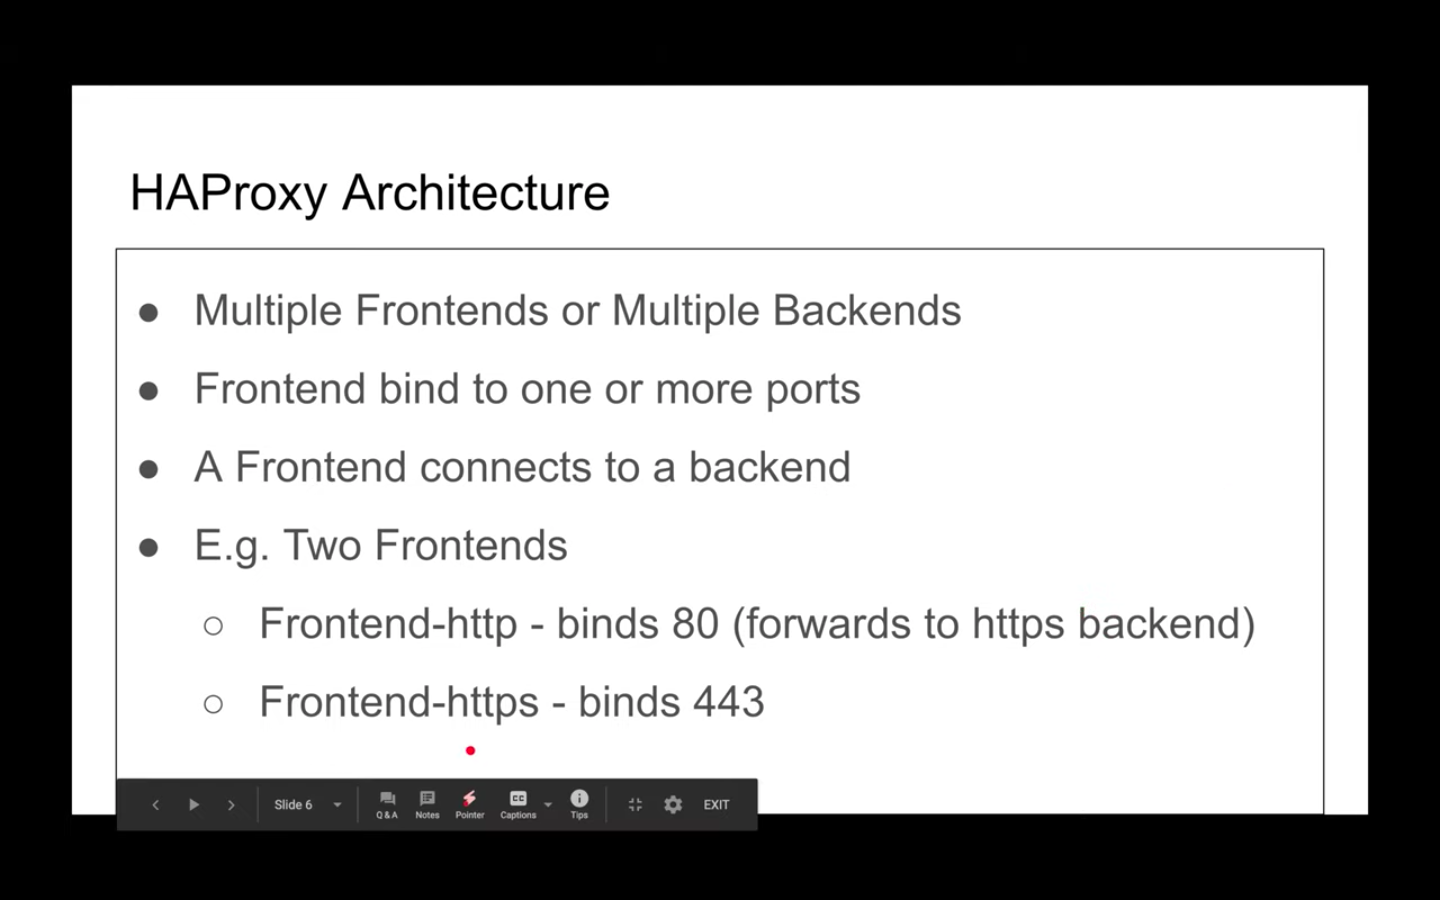 HAProxy Architecture
● Multiple Frontends or Multiple Backends
● Frontend bind to one or more ports
● A Frontend connects to a backend
● E.g. Two Frontends
○ Frontend-http - binds 80 (forwards to https backend)
○ Frontend-https - binds 443
Slide 6 Q&A Notes Pointer CC Captions Tips EXIT